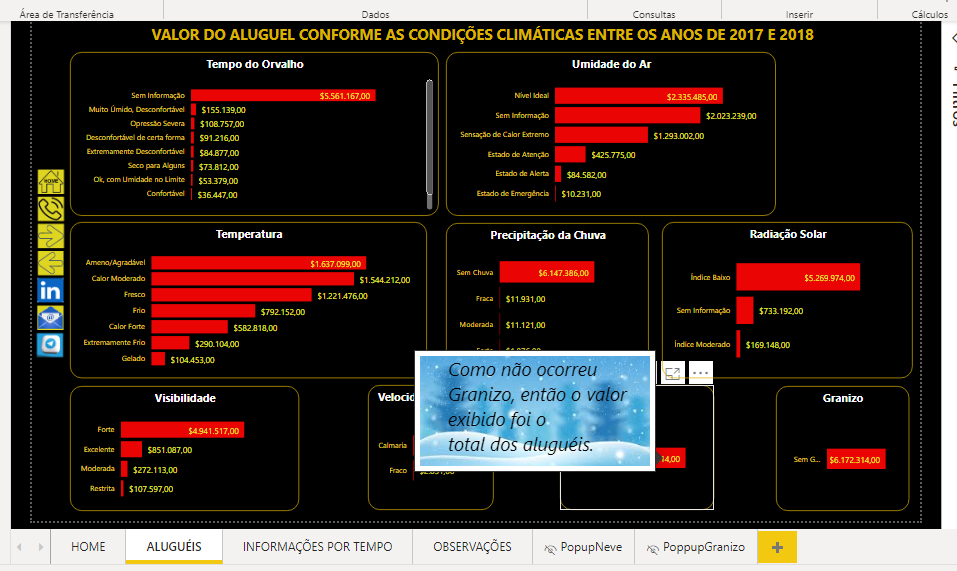 Área de Transferência
Dados
Consultas
Inserir
Cálculos
VALOR DO ALUGUEL CONFORME AS CONDIÇÕES CLIMÁTICAS ENTRE OS ANOS DE 2017 E 2018
Tempo do Orvalho
Sem Informação $5.561.167,00
Muito Úmido, Desconfortável $155.139,00
Opressão Severa $108.757,00
Desconfortável de certa forma $91.216,00
Extremamente Desconfortável $84.877,00
Seco para Alguns $73.812,00
Ok, com Umidade no Limite $53.379,00
Confortável $36.447,00
Umidade do Ar
Nível Ideal $2.335.485,00
Sem Informação $2.023.239,00
Sensação de Calor Extremo $1.293.002,00
Estado de Atenção $425.775,00
Estado de Alerta $84.582,00
Estado de Emergência $10.231,00
HOME
Temperatura
Ameno/Agradável $1.637.099,00
Calor Moderado $1.544.212,00
Fresco $1.221.476,00
Frio $792.152,00
Calor Forte $582.818,00
Extremamente Frio $290.104,00
Gelado $104.453,00
Precipitação da Chuva
Sem Chuva $6.147.386,00
Fraca $11.931,00
Moderada $11.121,00
Radiação Solar
Índice Baixo $5.269.974,00
Sem Informação $733.192,00
Índice Moderado $169.148,00
in
Visibilidade
Forte $4.941.517,00
Excelente $851.087,00
Moderada $272.113,00
Restrita $107.597,00
Velocid
Calmaria
Fraco
Como não ocorreu
Granizo, então o valor
exibido foi o
total dos aluguéis.
14,00
Granizo
Sem G... $6.172.314,00
HOME
ALUGUÉIS
INFORMAÇÕES POR TEMPO
OBSERVAÇÕES
PopupNeve
PoppupGranizo
+